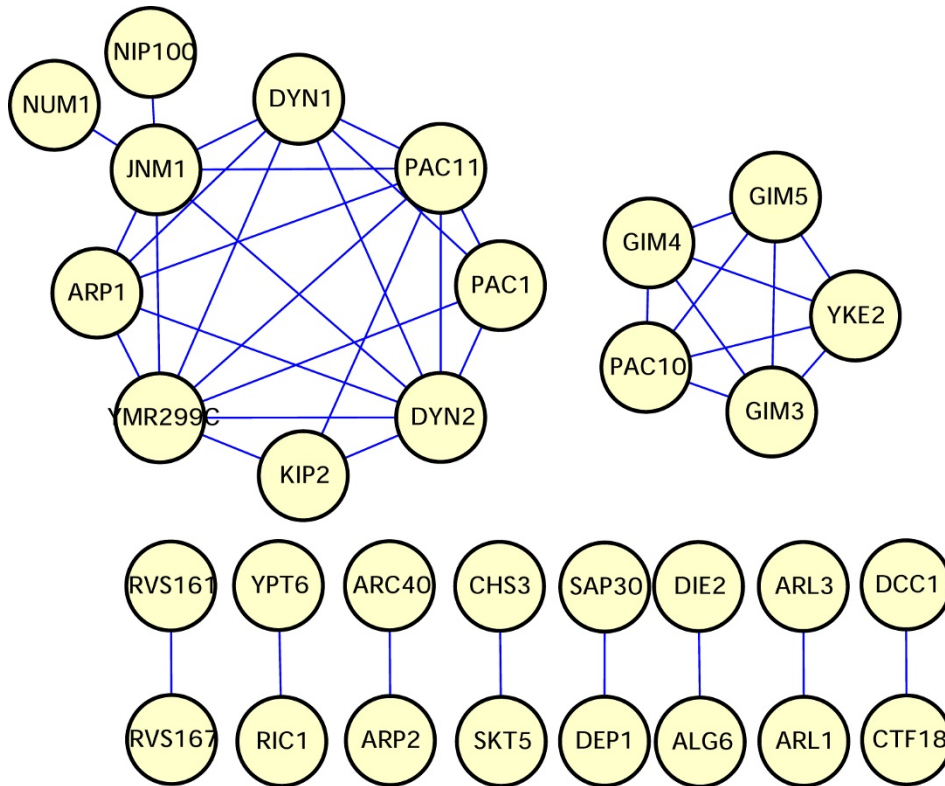 NIP100
NUM1
DYN1
JNM1
PAC11
ARP1
PAC1
YMR299C
DYN2
KIP2
GIM5
GIM4
YKE2
PAC10
GIM3
RVS161
YPT6
ARC40
CHS3
SAP30
DIE2
ARL3
DCC1
RVS167
RIC1
ARP2
SKT5
DEP1
ALG6
ARL1
CTF18